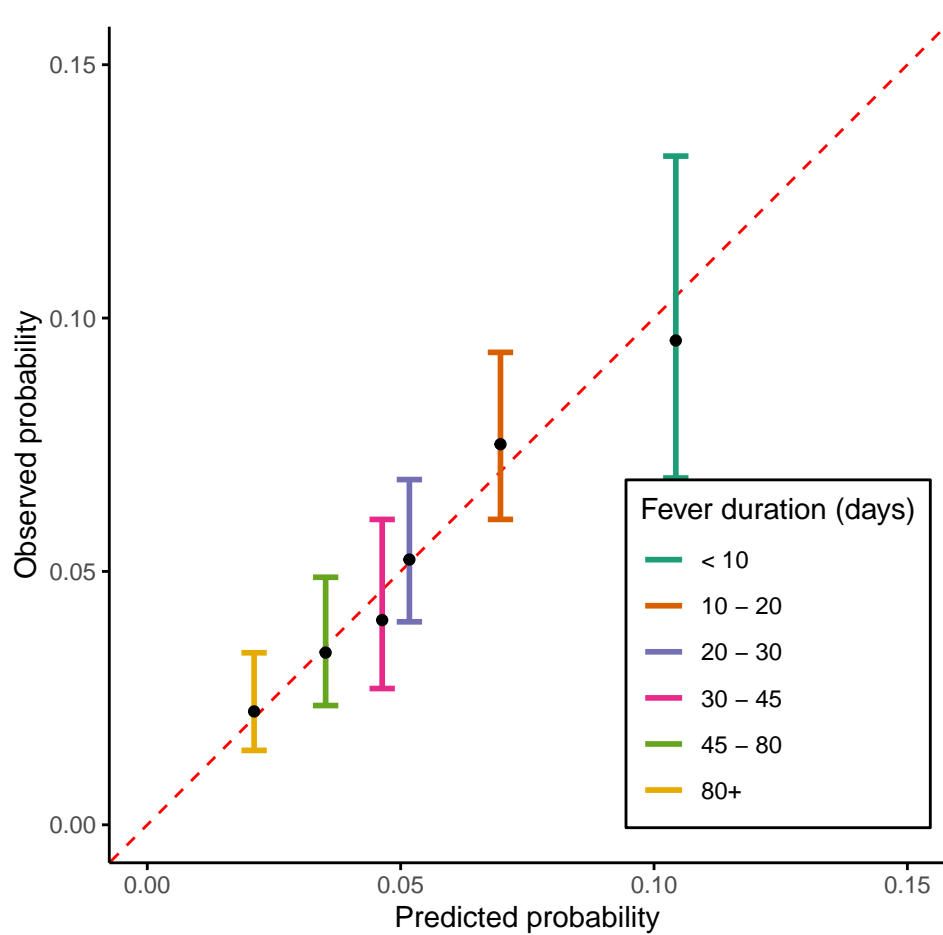 0.15
0.10
0.05
0.00
Observed probability
Fever duration (days)
< 10
10 – 20
20 – 30
30 – 45
45 – 80
80+
0.00 0.05 0.10 0.15
Predicted probability